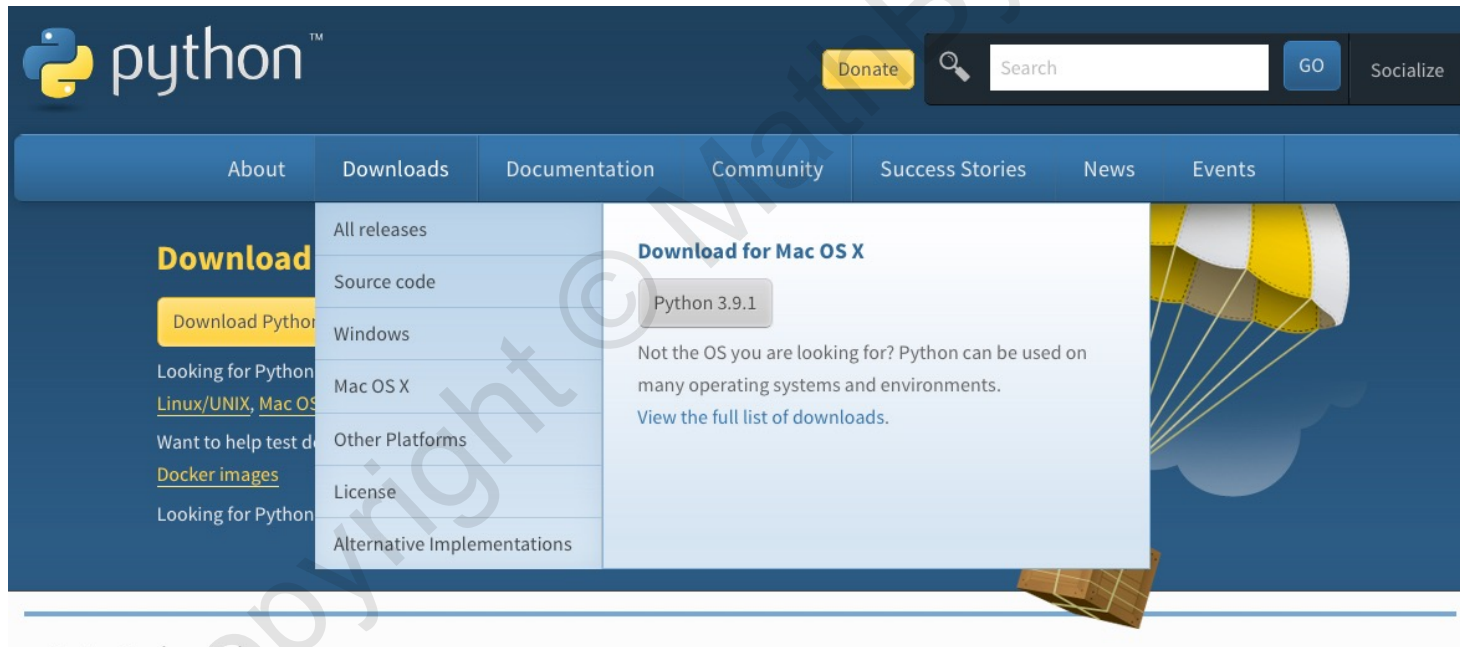 python™
Donate
Search
GO
Socialize
About
Downloads
Documentation
Community
Success Stories
News
Events
Download
Download Python
Looking for Python
Linux/UNIX, Mac OS
Want to help test
Docker images
Looking for Python
All releases
Source code
Windows
Mac OS X
Other Platforms
License
Alternative Implementations
Download for Mac OS X
Python 3.9.1
Not the OS you are looking for? Python can be used on
many operating systems and environments.
View the full list of downloads.
Copyright © MathBy